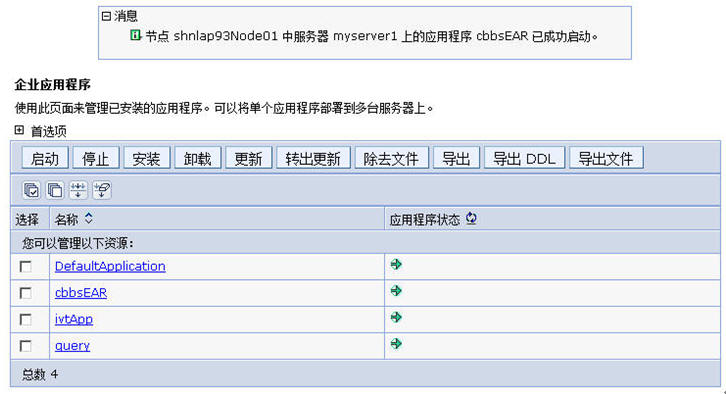 消息
节点 shnlap93Node01 中服务器 myserver1 上的应用程序 cbbsEAR 已成功启动。
企业应用程序
使用此页面来管理已安装的应用程序。可以将单个应用程序部署到多台服务器上。
首选项
启动 停止 安装 卸载 更新 转出更新 除去文件 导出 导出 DDL 导出文件
选择 名称 应用程序状态
您可以管理以下资源:
DefaultApplication
cbbsEAR
ivtApp
query
总数 4